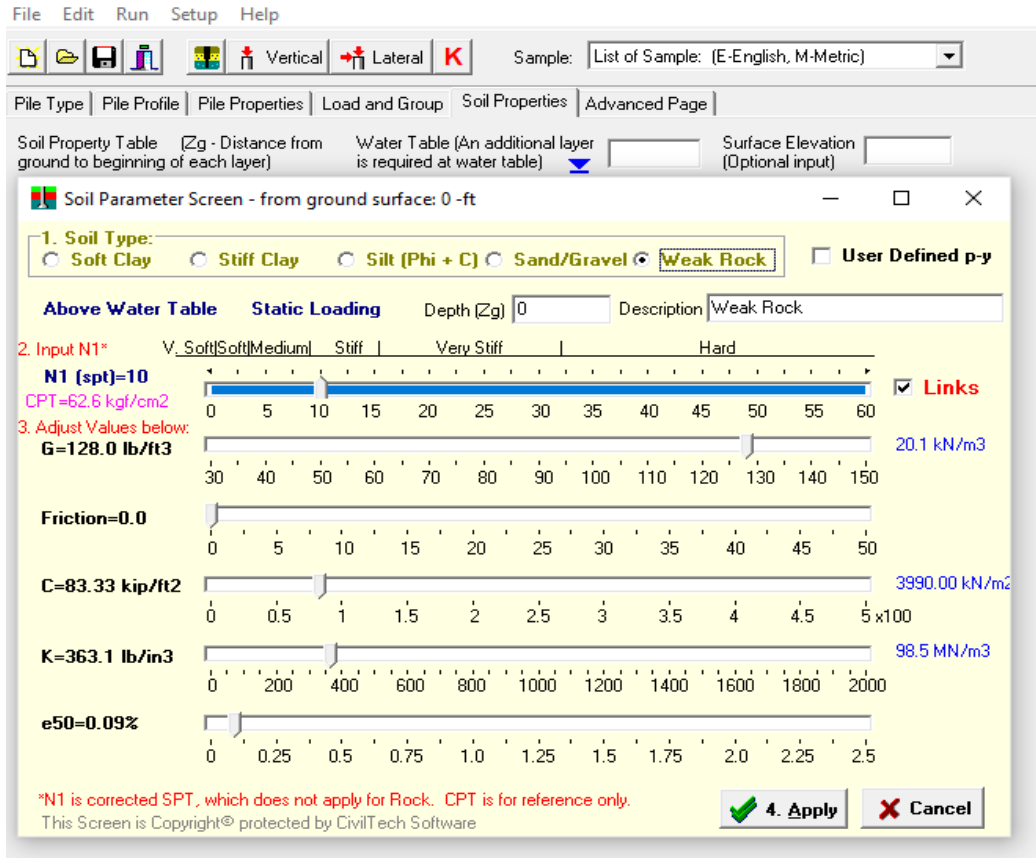 File Edit Run Setup Help
Vertical Lateral K Sample: List of Sample: (E-English, M-Metric)
Pile Type Pile Profile Pile Properties Load and Group Soil Properties Advanced Page
Soil Property Table (Zg - Distance from ground to beginning of each layer)
Water Table (An additional layer is required at water table)
Surface Elevation (Optional input)
Soil Parameter Screen - from ground surface: 0 -ft
1. Soil Type:
Soft Clay Stiff Clay Silt (Phi + C) Sand/Gravel Weak Rock User Defined p-y
Above Water Table Static Loading Depth (Zg) 0 Description Weak Rock
2. Input N1* V. Soft|Soft|Medium| Stiff | Very Stiff | Hard
N1 (spt)=10
Links
CPT=62.6 kgf/cm2
0 5 10 15 20 25 30 35 40 45 50 55 60
3. Adjust Values below:
G=128.0 lb/ft3 20.1 kN/m3
30 40 50 60 70 80 90 100 110 120 130 140 150
Friction=0.0
0 5 10 15 20 25 30 35 40 45 50
C=83.33 kip/ft2 3990.00 kN/m2
0 0.5 1 1.5 2 2.5 3 3.5 4 4.5 5 x100
K=363.1 lb/in3 98.5 MN/m3
0 200 400 600 800 1000 1200 1400 1600 1800 2000
e50=0.09%
0 0.25 0.5 0.75 1.0 1.25 1.5 1.75 2.0 2.25 2.5
*N1 is corrected SPT, which does not apply for Rock. CPT is for reference only.
This Screen is Copyright© protected by CivilTech Software
4. Apply Cancel